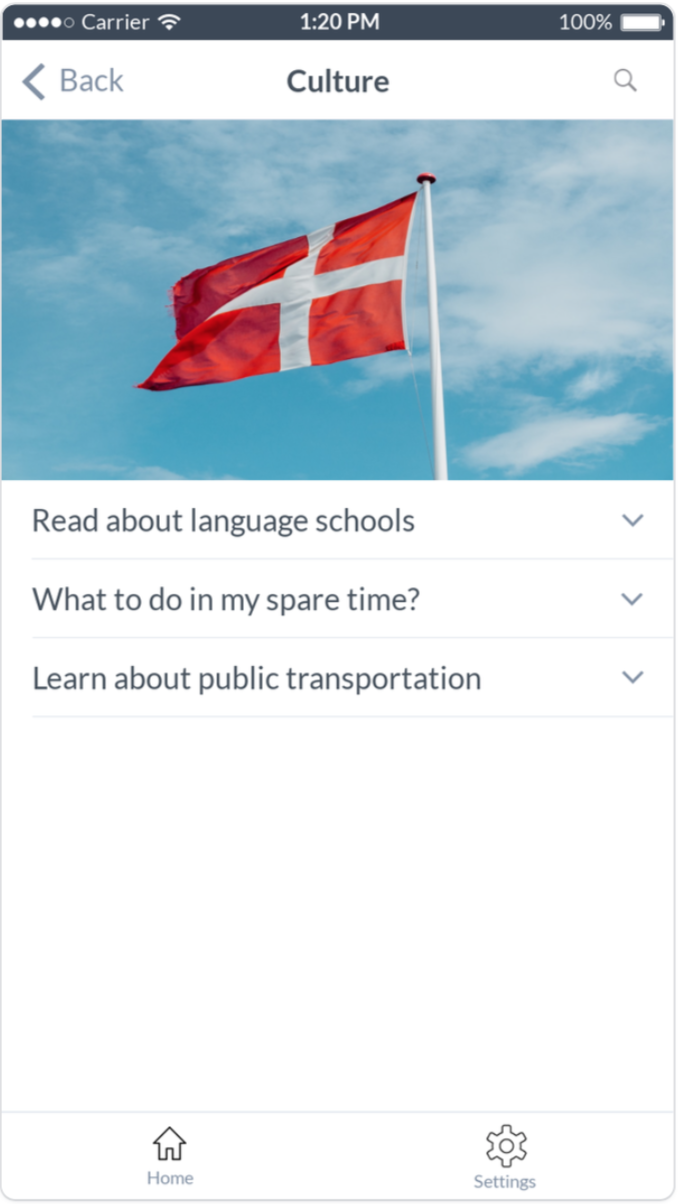 Carrier 1:20 PM 100%
Back Culture
Read about language schools
What to do in my spare time?
Learn about public transportation
Home Settings